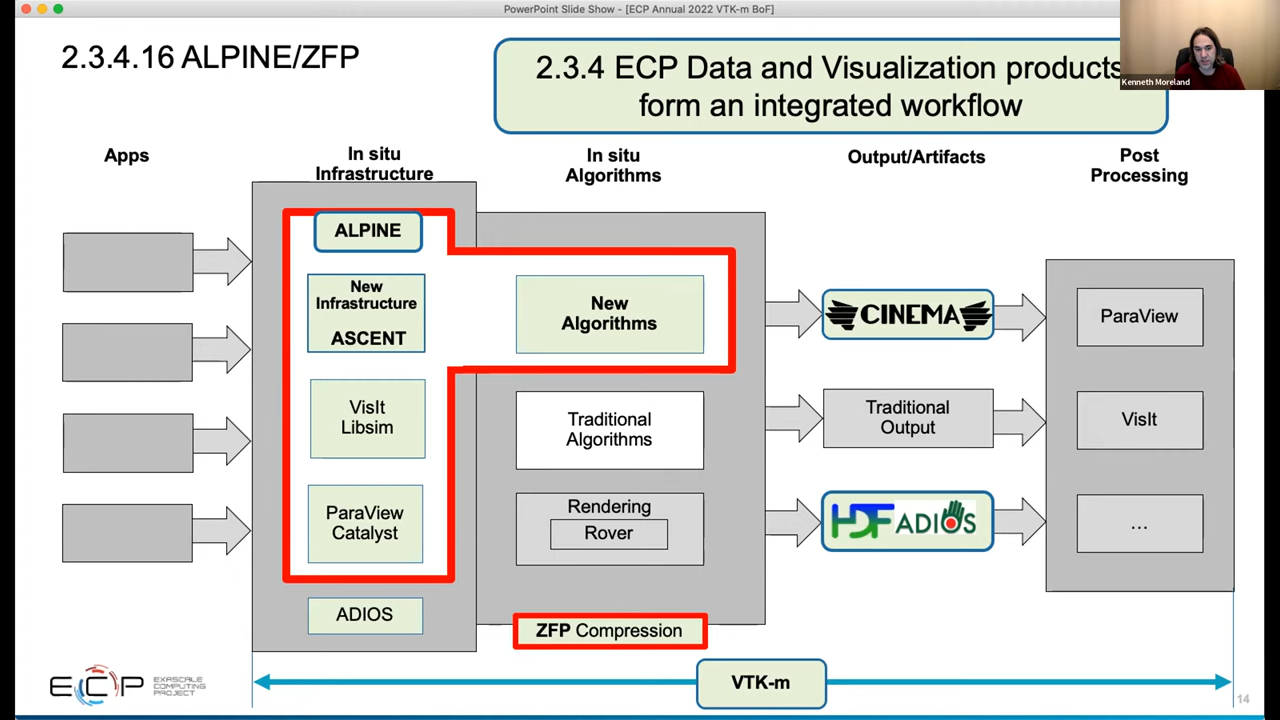 PowerPoint Slide Show - [ECP Annual 2022 VTK-m BoF]
2.3.4.16 ALPINE/ZFP
2.3.4 ECP Data and Visualization products
form an integrated workflow
Kenneth Moreland
Apps
In situ
Infrastructure
In situ
Algorithms
Output/Artifacts
Post
Processing
ALPINE
New
Infrastructure
ASCENT
VisIt
Libsim
ParaView
Catalyst
ADIOS
New
Algorithms
Traditional
Algorithms
Rendering
Rover
ZFP Compression
CINEMA
Traditional
Output
HDF ADIOS
ParaView
VisIt
...
VTK-m
ECP
EXASCALE
COMPUTING
PROJECT
14